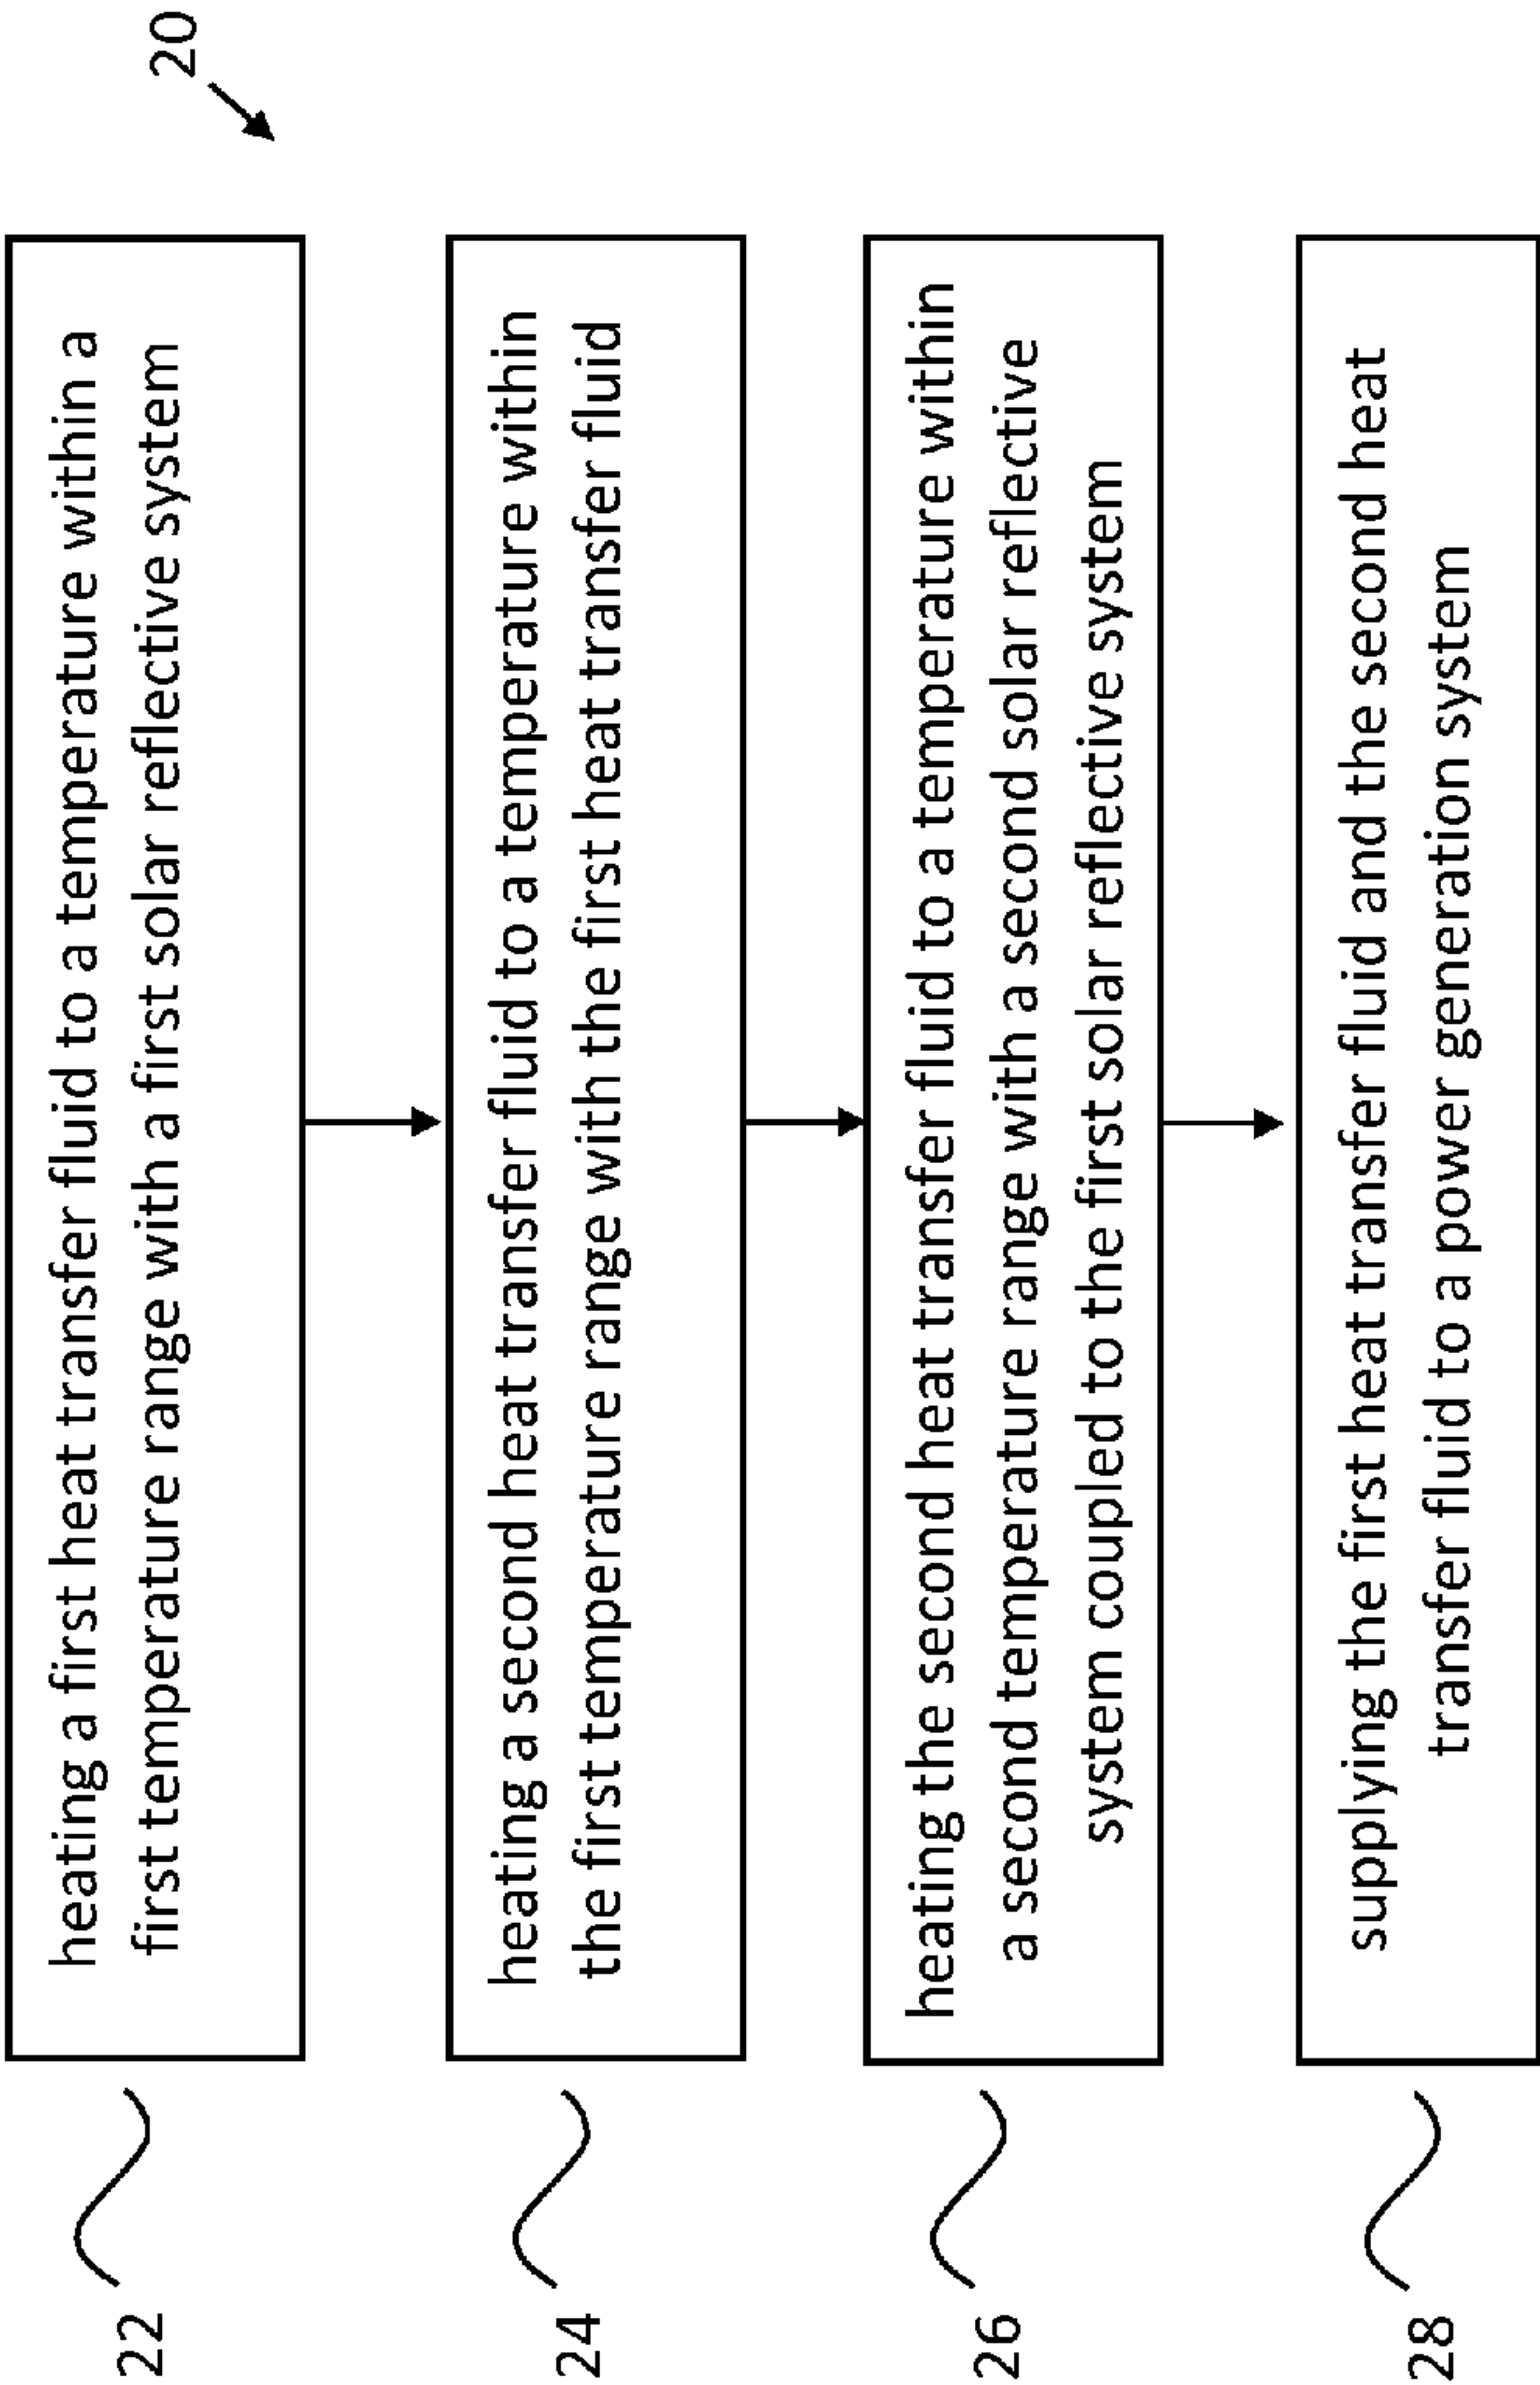 20
22
heating a first heat transfer fluid to a temperature within a
first temperature range with a first solar reflective system
24
heating a second heat transfer fluid to a temperature within
the first temperature range with the first heat transfer fluid
26
heating the second heat transfer fluid to a temperature within
a second temperature range with a second solar reflective
system coupled to the first solar reflective system
28
supplying the first heat transfer fluid and the second heat
transfer fluid to a power generation system